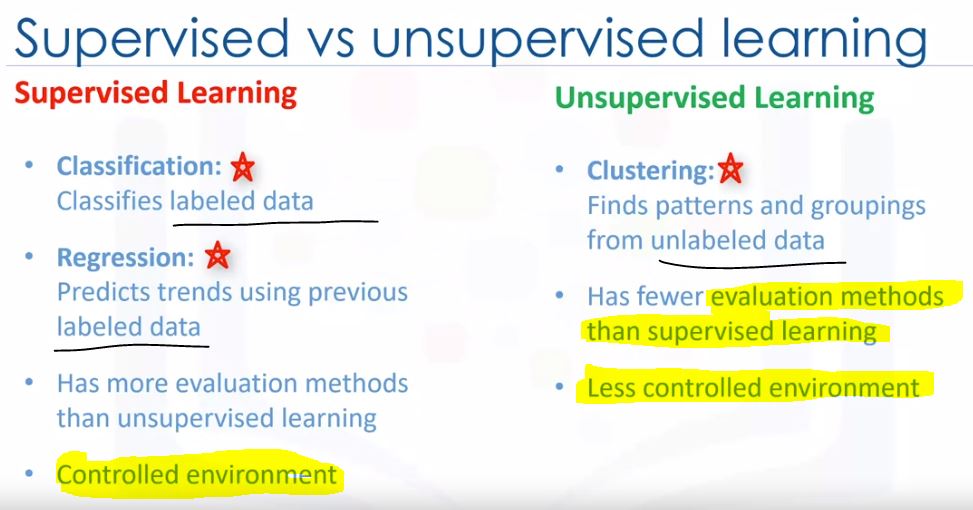 Supervised vs unsupervised learning
Supervised Learning
• Classification:
Classifies labeled data
• Regression:
Predicts trends using previous
labeled data
• Has more evaluation methods
than unsupervised learning
• Controlled environment
Unsupervised Learning
• Clustering:
Finds patterns and groupings
from unlabeled data
• Has fewer evaluation methods
than supervised learning
• Less controlled environment